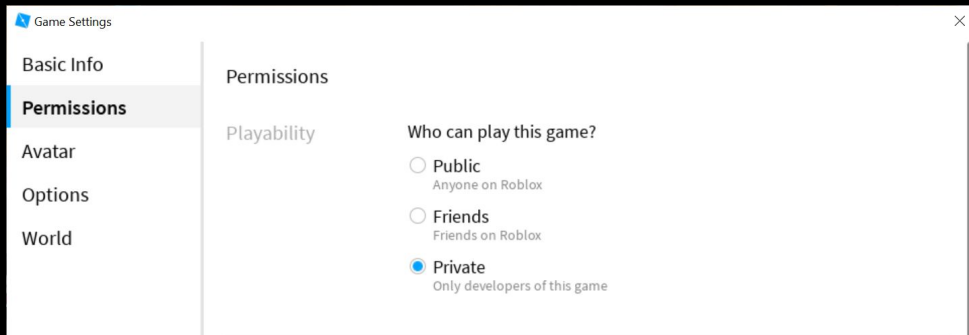 Game Settings
Basic Info
Permissions
Avatar
Options
World
Permissions
Playability
Who can play this game?
Public
Anyone on Roblox
Friends
Friends on Roblox
Private
Only developers of this game